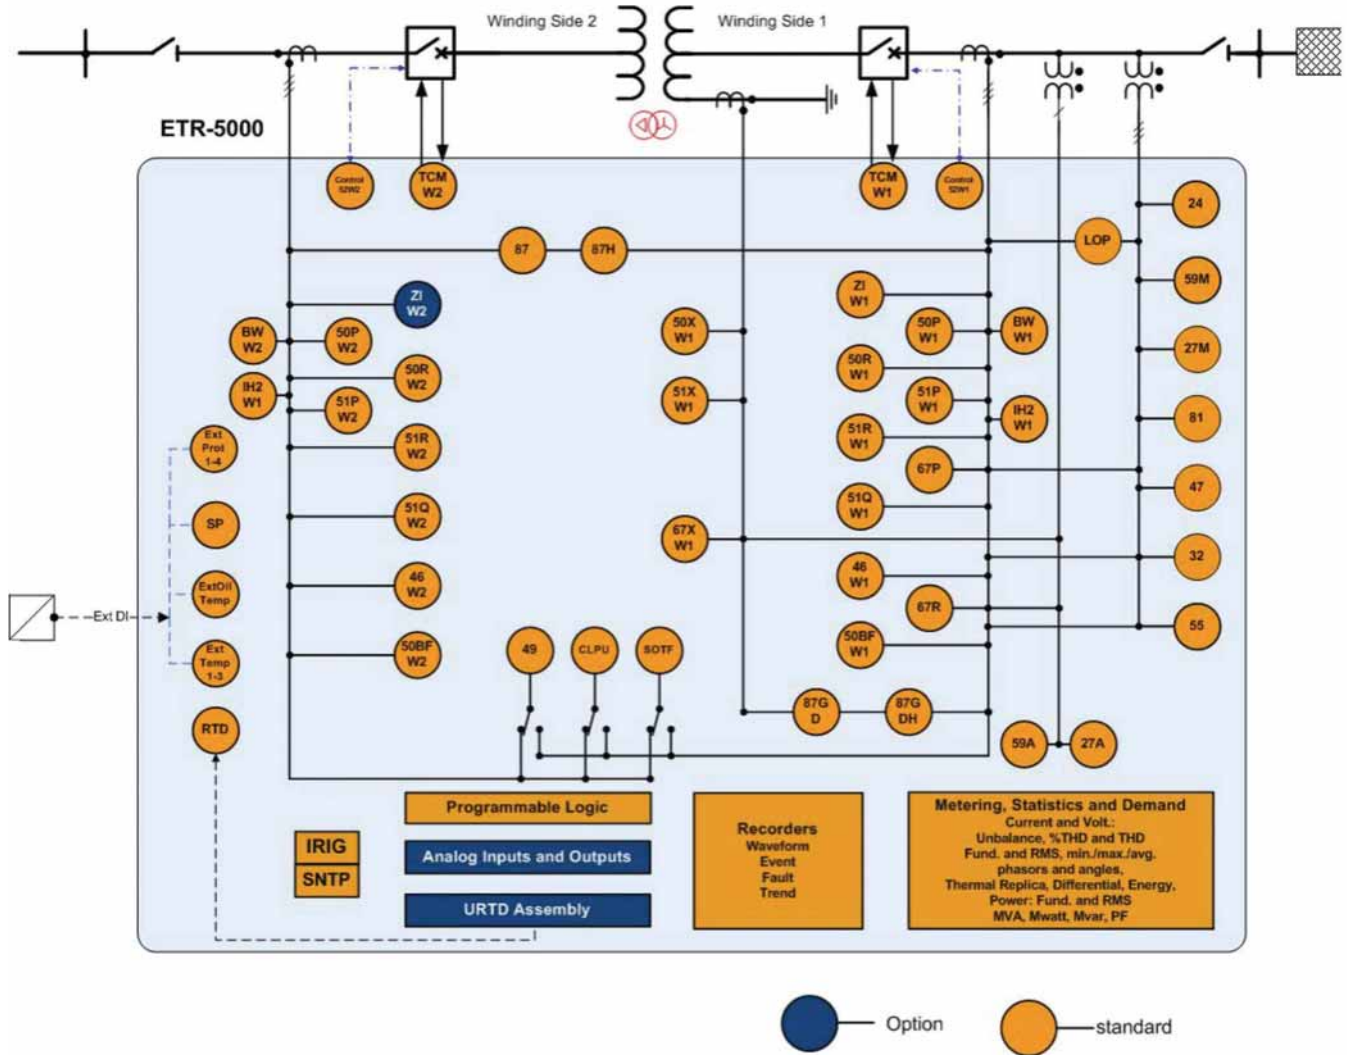 Winding Side 2
Winding Side 1
ETR-5000
Control
52W2
TCM
W2
TCM
W1
Control
52W1
24
87
87H
LOP
59M
ZI
W2
ZI
W1
BW
W2
50P
W2
50X
W1
50P
W1
BW
W1
27M
50R
W2
50R
W1
IH2
W1
51P
W2
51X
W1
51P
W1
IH2
W1
81
Ext
Prot
1-4
51R
W2
51R
W1
67P
47
SP
51Q
W2
51Q
W1
67X
W1
32
ExtOil
Temp
46
W2
46
W1
67R
Ext DI
55
Ext
Temp
1-3
50BF
W2
49
CLPU
SOTF
50BF
W1
RTD
87G
D
87G
DH
59A
27A
Programmable Logic
IRIG
SNTP
Analog Inputs and Outputs
URTD Assembly
Recorders
Waveform
Event
Fault
Trend
Metering, Statistics and Demand
Current and Volt.:
Unbalance, %THD and THD
Fund. and RMS, min./max./avg.
phasors and angles,
Thermal Replica, Differential, Energy,
Power: Fund. and RMS
MVA, Mwatt, Mvar, PF
Option
standard